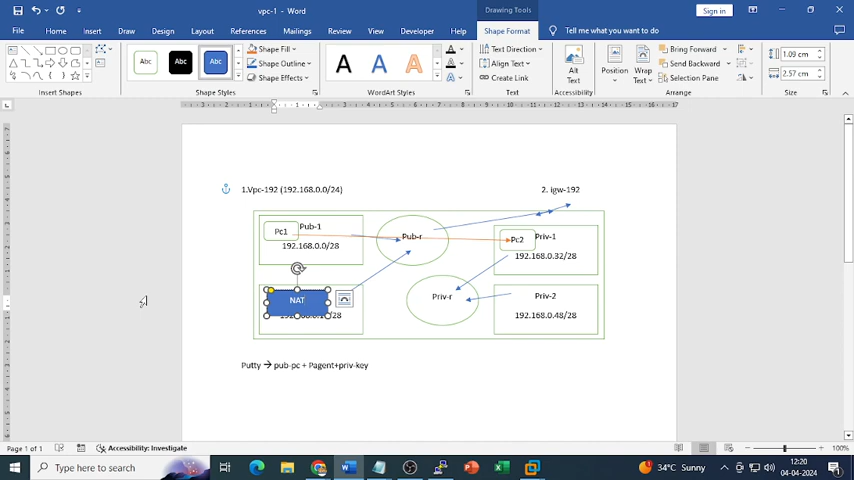 vpc-1 - Word
Drawing Tools
Sign in
File
Home
Insert
Draw
Design
Layout
References
Mailings
Review
View
Developer
Help
Shape Format
Tell me what you want to do
Abc
Abc
Abc
Shape Fill
Shape Outline
Shape Effects
A
A
A
Text Direction
Align Text
Create Link
Alt
Text
Position
Wrap
Text
Bring Forward
Send Backward
Selection Pane
1.09 cm
2.57 cm
Insert Shapes
Shape Styles
WordArt Styles
Text
Accessibility
Arrange
Size
1.Vpc-192 (192.168.0.0/24)
2. igw-192
Pc1
Pub-1
192.168.0.0/28
Pub-r
Pc2
Priv-1
192.168.0.32/28
NAT
Priv-r
Priv-2
192.168.0.48/28
Putty → pub-pc + Pagent+priv-key
Page 1 of 1
Accessibility: Investigate
100%
Type here to search
34°C Sunny
12:20
04-04-2024